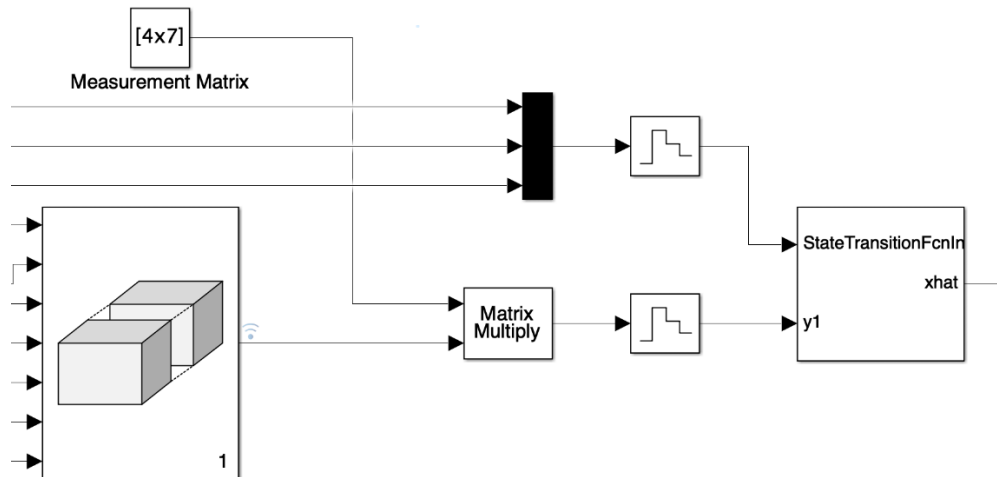 [4x7]
Measurement Matrix
StateTransitionFcnIn
xhat
Matrix
Multiply
y1
1